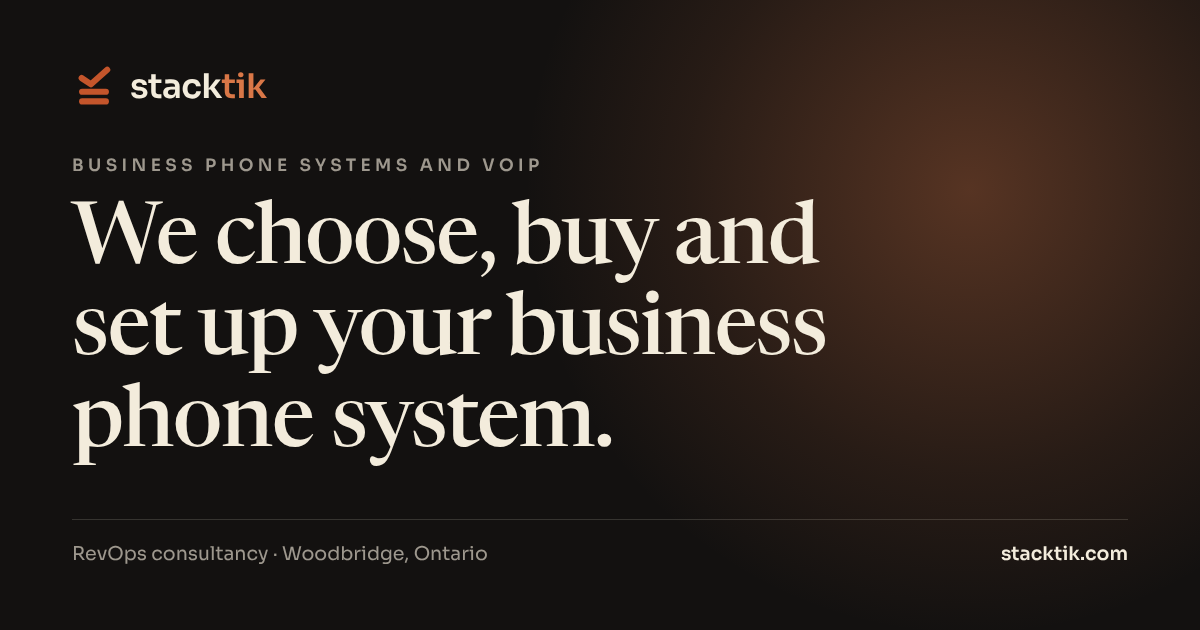 stacktik
BUSINESS PHONE SYSTEMS AND VOIP
We choose, buy and
set up your business
phone system.
RevOps consultancy · Woodbridge, Ontario
stacktik.com